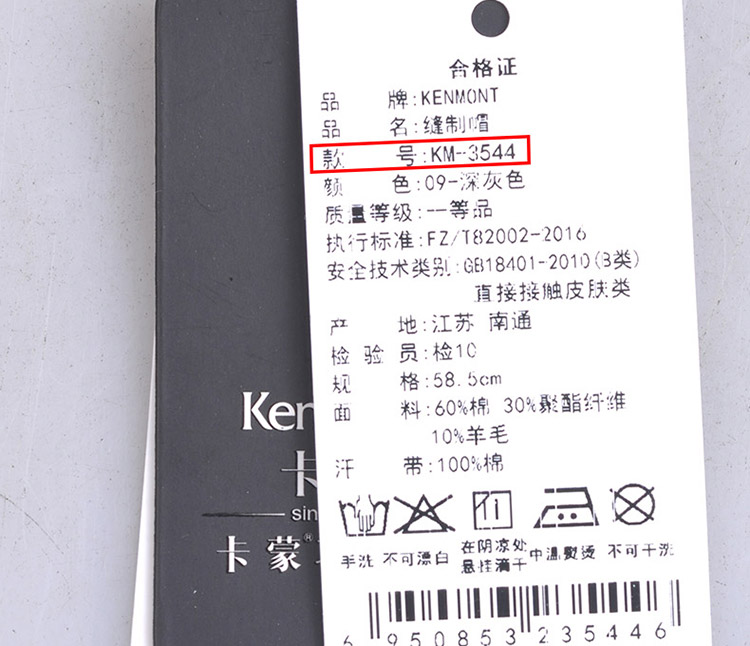 合格证
品 牌:KENMONT
品 名:缝制帽
款 号:KM-3544
颜 色:09-深灰色
质量等级:一等品
执行标准:FZ/T82002-2016
安全技术类别:GB18401-2010(B类)
直接接触皮肤类
产 地:江苏 南通
检 验 员:检10
规 格:58.5cm
面 料:60%棉 30%聚酯纤维
10%羊毛
汗 带:100%棉
Ken
卡
sin
卡蒙®
手洗 不可漂白 在阴凉处悬挂滴干 中温熨烫 不可干洗
6 950853 235446